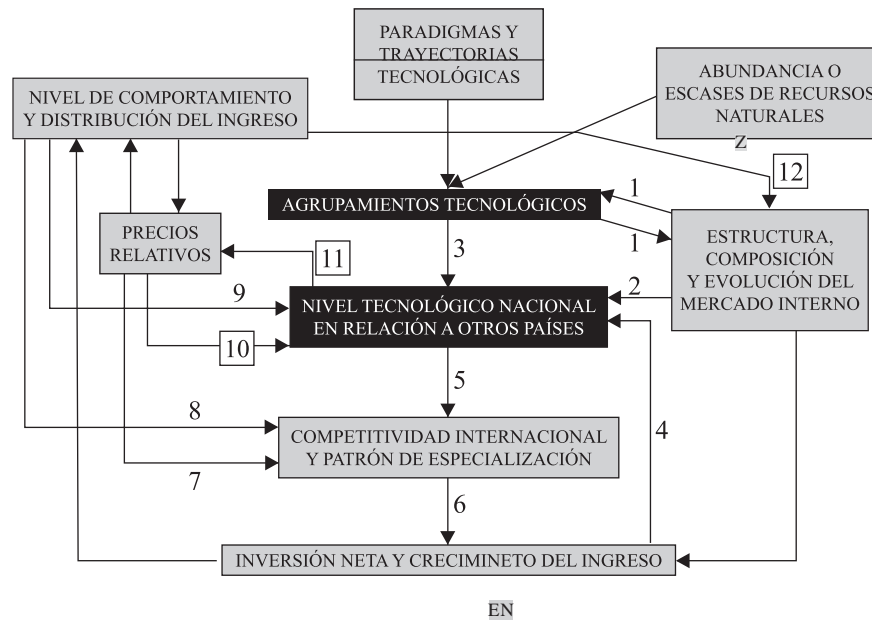 PARADIGMAS Y
TRAYECTORIAS
TECNOLÓGICAS
ABUNDANCIA O
ESCASES DE RECURSOS
NATURALES
Z
NIVEL DE COMPORTAMIENTO
Y DISTRIBUCIÓN DEL INGRESO
12
1
AGRUPAMIENTOS TECNOLÓGICOS
1
PRECIOS
RELATIVOS
11
3
ESTRUCTURA,
COMPOSICIÓN
Y EVOLUCIÓN DEL
MERCADO INTERNO
2
9
NIVEL TECNOLÓGICO NACIONAL
EN RELACIÓN A OTROS PAÍSES
10
5
8
4
COMPETITIVIDAD INTERNACIONAL
Y PATRÓN DE ESPECIALIZACIÓN
7
6
INVERSIÓN NETA Y CRECIMINETO DEL INGRESO
EN